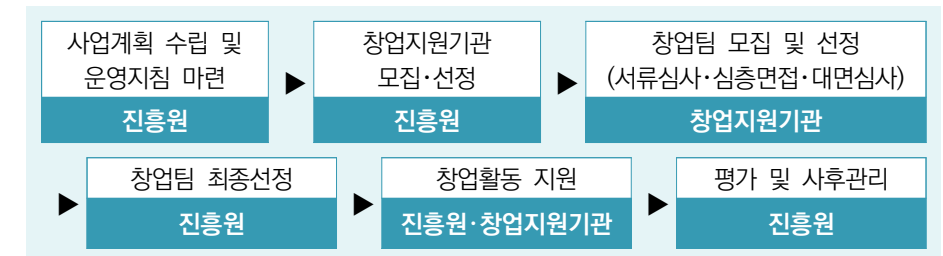 사업계획 수립 및
운영지침 마련
진흥원
▶
창업지원기관
모집·선정
진흥원
▶
창업팀 모집 및 선정
(서류심사·심층면접·대면심사)
창업지원기관
▶
창업팀 최종선정
진흥원
▶
창업활동 지원
진흥원·창업지원기관
▶
평가 및 사후관리
진흥원